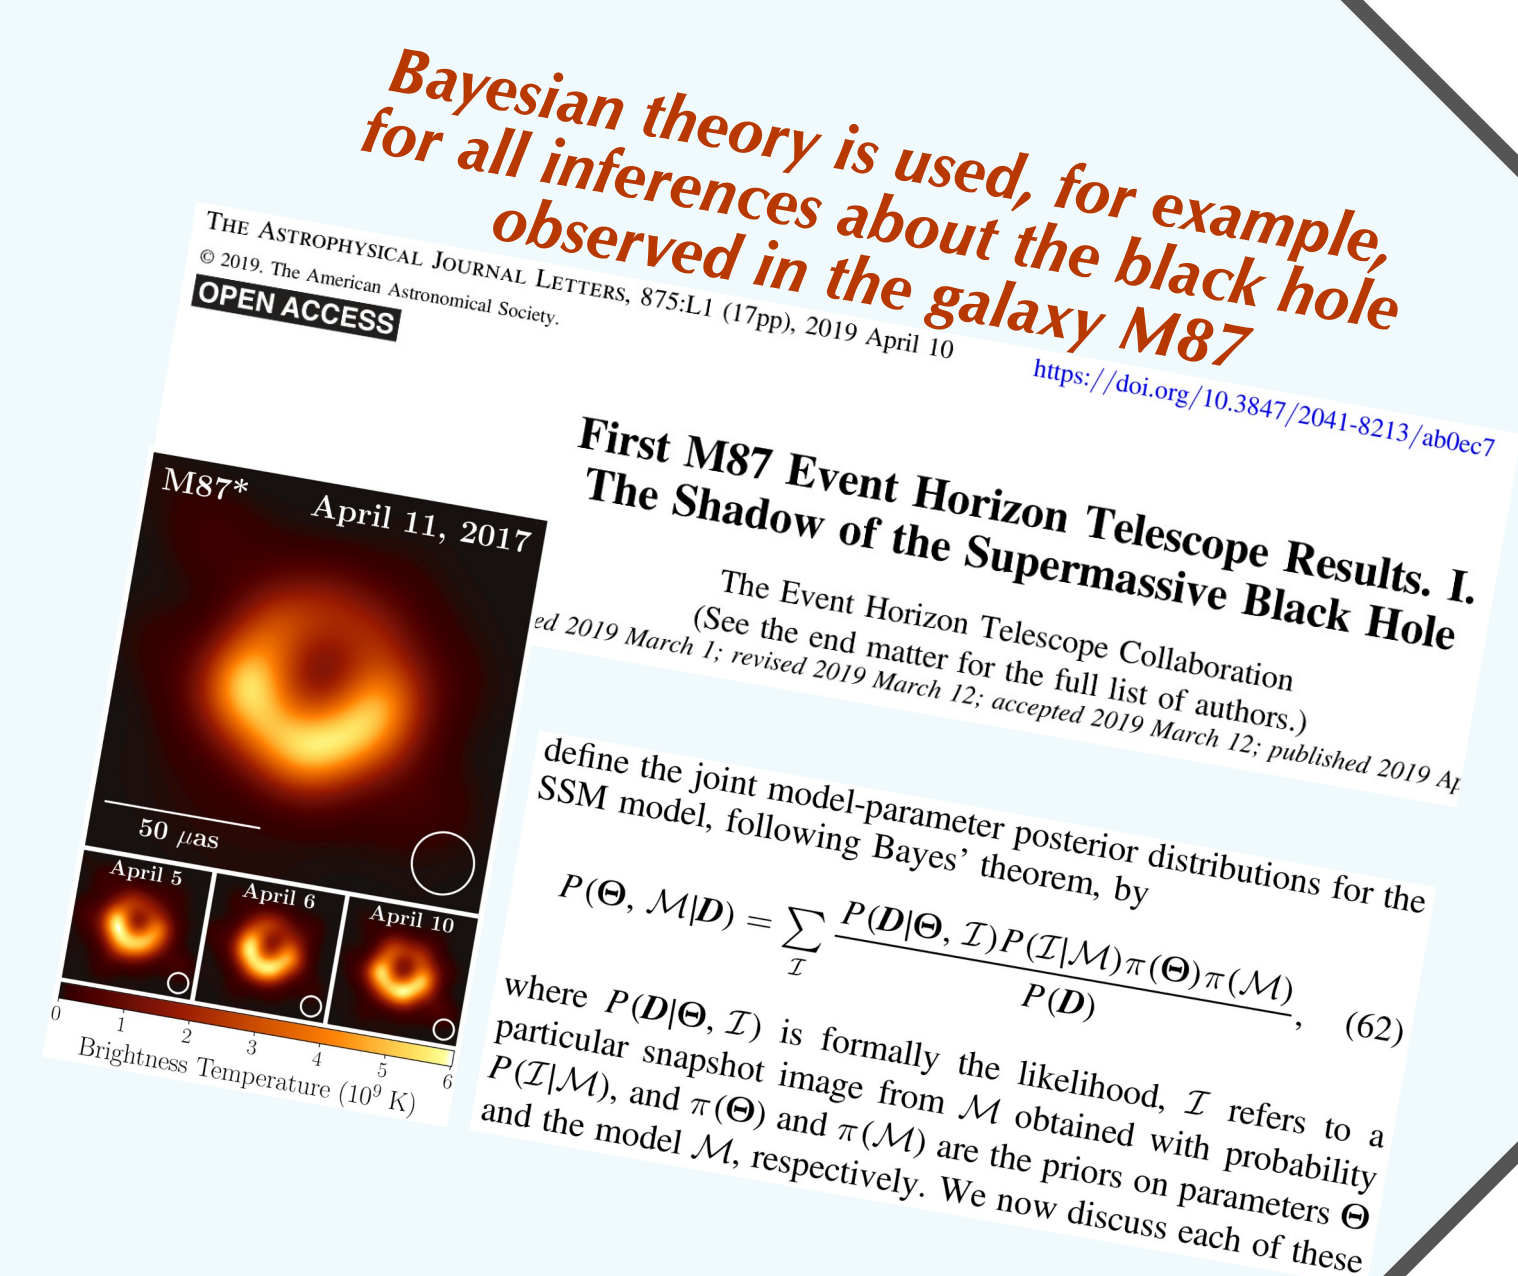 Bayesian theory is used, for example,
for all inferences about the black hole
observed in the galaxy M87
THE ASTROPHYSICAL JOURNAL LETTERS, 875:L1 (17pp), 2019 April 10
© 2019. The American Astronomical Society.
OPEN ACCESS
https://doi.org/10.3847/2041-8213/ab0ec7
First M87 Event Horizon Telescope Results. I.
The Shadow of the Supermassive Black Hole
The Event Horizon Telescope Collaboration
(See the end matter for the full list of authors.)
ed 2019 March 1; revised 2019 March 12; accepted 2019 March 12; published 2019 Ap
M87* April 11, 2017
50 μas
April 5 April 6 April 10
0 1 2 3 4 5 6
Brightness Temperature (10⁹ K)
define the joint model-parameter posterior distributions for the
SSM model, following Bayes’ theorem, by
P(Θ, ℳ|D) = ∑_ℐ P(D|Θ, ℐ)P(ℐ|ℳ)π(Θ)π(ℳ) / P(D), (62)
where P(D|Θ, ℐ) is formally the likelihood, ℐ refers to a
particular snapshot image from ℳ obtained with probability
P(ℐ|ℳ), and π(Θ) and π(ℳ) are the priors on parameters Θ
and the model ℳ, respectively. We now discuss each of these